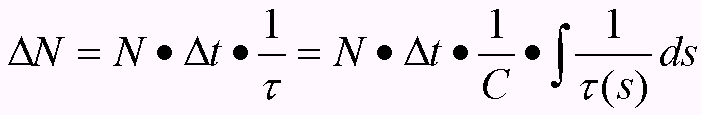 ΔN = N • Δt • 1/τ = N • Δt • 1/C • ∫ 1/τ(s) ds